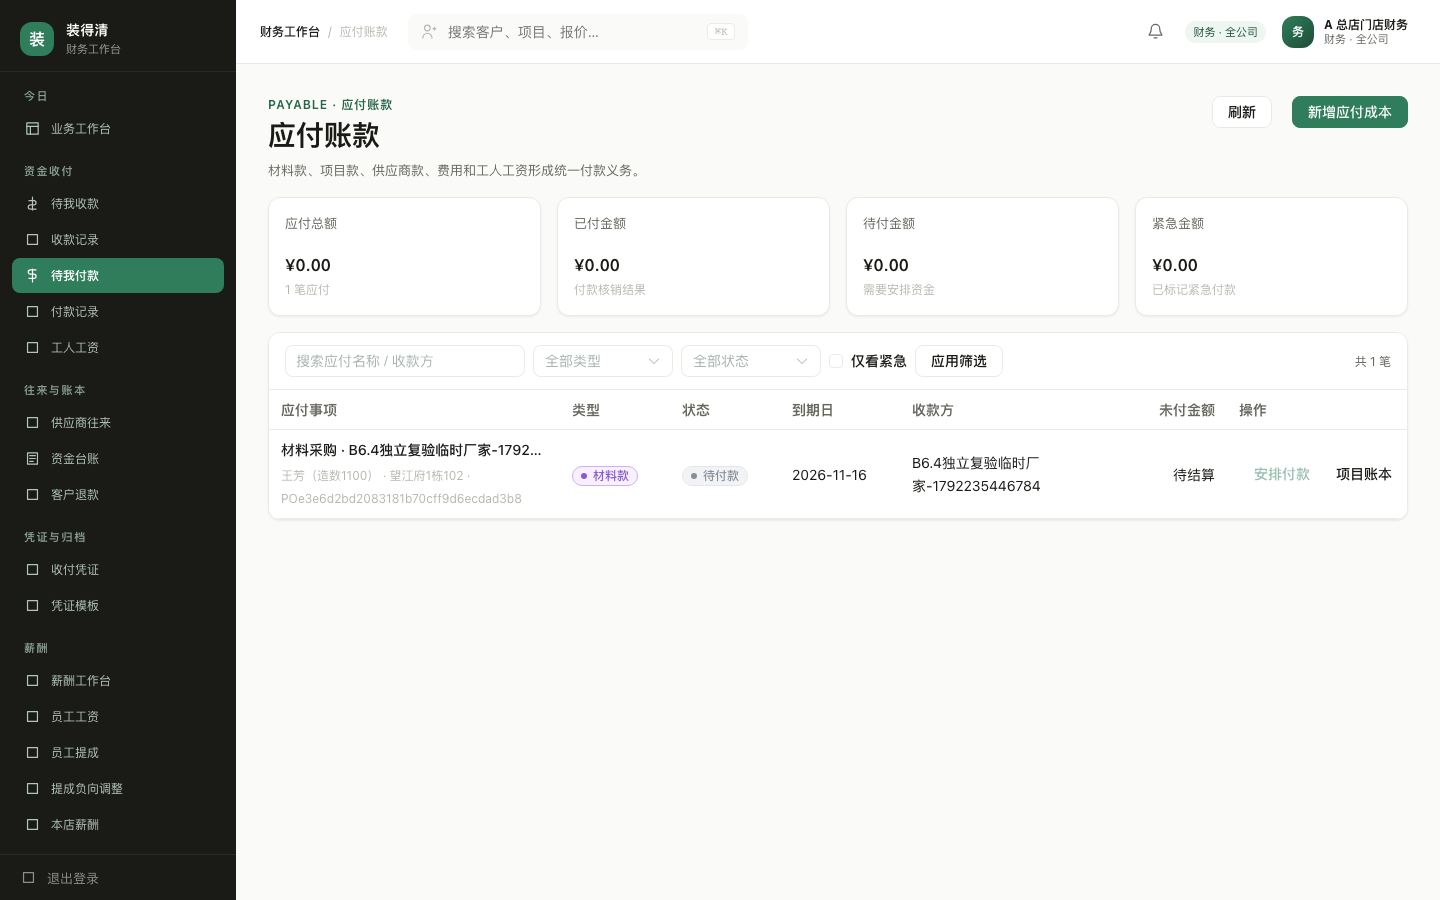 装
装得清
财务工作台
今日
业务工作台
资金收付
待我收款
收款记录
待我付款
付款记录
工人工资
往来与账本
供应商往来
资金台账
客户退款
凭证与归档
收付凭证
凭证模板
薪酬
薪酬工作台
员工工资
员工提成
提成负向调整
本店薪酬
退出登录
财务工作台 / 应付账款
搜索客户、项目、报价...
⌘K
财务 · 全公司
务
A 总店门店财务
财务 · 全公司
PAYABLE · 应付账款
应付账款
材料款、项目款、供应商款、费用和工人工资形成统一付款义务。
刷新
新增应付成本
应付总额
¥0.00
1 笔应付
已付金额
¥0.00
付款核销结果
待付金额
¥0.00
需要安排资金
紧急金额
¥0.00
已标记紧急付款
搜索应付名称 / 收款方
全部类型
全部状态
仅看紧急
应用筛选
共 1 笔
应付事项 类型 状态 到期日 收款方 未付金额 操作
材料采购 · B6.4独立复验临时厂家-1792...
王芳（造数1100） · 望江府1栋102 ·
POe3e6d2bd2083181b70cff9d6ecdad3b8
材料款
待付款
2026-11-16
B6.4独立复验临时厂
家-1792235446784
待结算
安排付款
项目账本